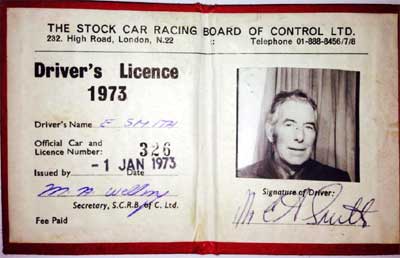 THE STOCK CAR RACING BOARD OF CONTROL LTD.
232. High Road, London, N.22 Telephone 01-888-8456/7/8
Driver's Licence
1973
Driver's Name E SMITH
Official Car and
Licence Number: 326
- 1 JAN 1973
Issued by Date
Secretary, S.C.R.B. of C. Ltd.
Fee Paid
Signature of Driver:
Smith